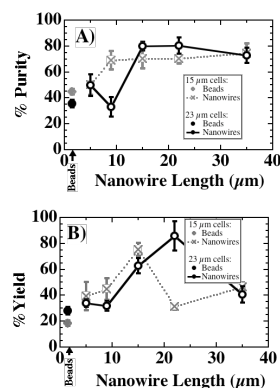 A)
% Purity
100
80
60
40
20
0
15 µm cells:
Beads
Nanowires
23 µm cells:
Beads
Nanowires
0 10 20 30 40
Beads
Nanowire Length (µm)
B)
%Yield
100
80
60
40
20
0
15 µm cells:
Beads
Nanowires
23 µm cells:
Beads
Nanowires
0 10 20 30 40
Beads
Nanowire Length (µm)